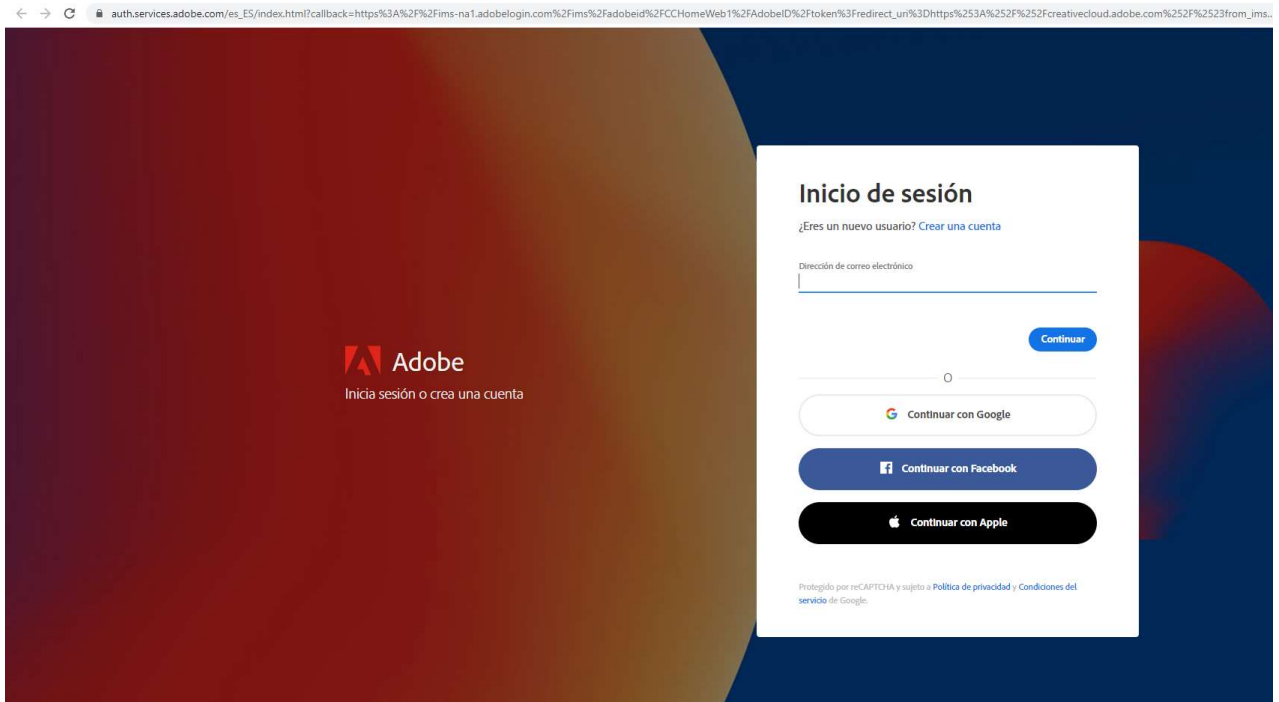 auth.services.adobe.com/es_ES/index.html?callback=https%3A%2F%2Fims-na1.adobelogin.com%2Fims%2Fadobeid%2FCCHomeWeb1%2FAdobeID%2Ftoken%3Fredirect_uri%3Dhttps%253A%252F%252Fcreativecloud.adobe.com%252F%2523from_ims...
Inicio de sesión
¿Eres un nuevo usuario? Crear una cuenta
Dirección de correo electrónico
Continuar
Adobe
Inicia sesión o crea una cuenta
O
Continuar con Google
Continuar con Facebook
Continuar con Apple
Protegido por reCAPTCHA y sujeto a Política de privacidad y Condiciones del
servicio de Google.